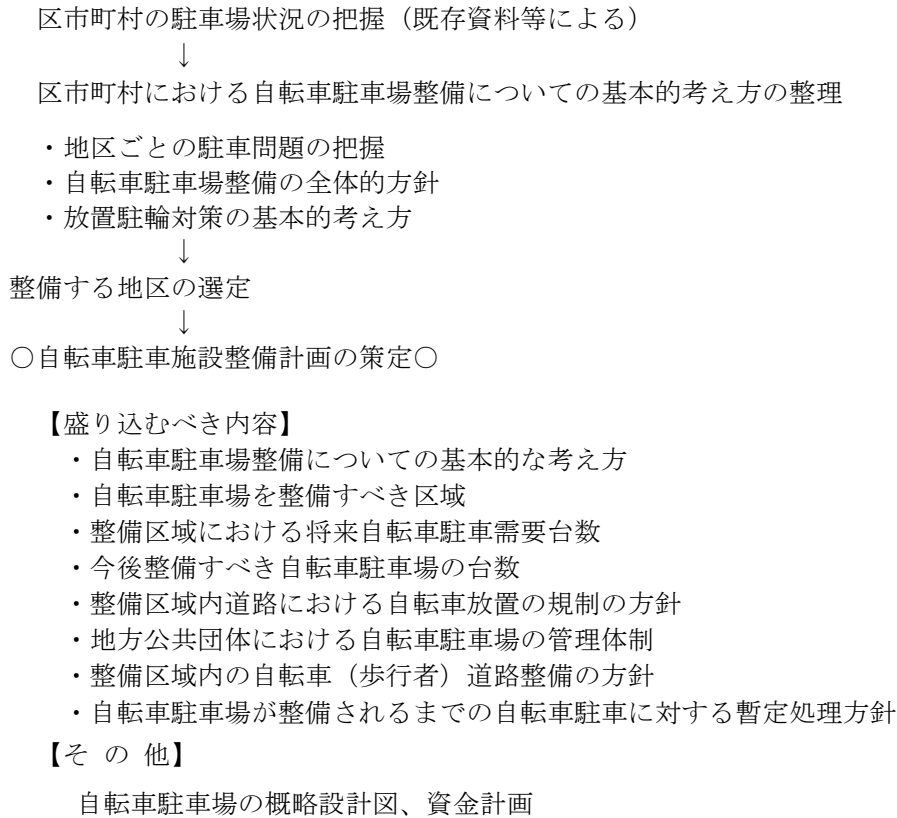 区市町村の駐車場状況の把握（既存資料等による）
↓
区市町村における自転車駐車場整備についての基本的考え方の整理
・地区ごとの駐車問題の把握
・自転車駐車場整備の全体的方針
・放置駐輪対策の基本的考え方
↓
整備する地区の選定
↓
○自転車駐車施設整備計画の策定○
【盛り込むべき内容】
・自転車駐車場整備についての基本的な考え方
・自転車駐車場を整備すべき区域
・整備区域における将来自転車駐車需要台数
・今後整備すべき自転車駐車場の台数
・整備区域内道路における自転車放置の規制の方針
・地方公共団体における自転車駐車場の管理体制
・整備区域内の自転車（歩行者）道路整備の方針
・自転車駐車場が整備されるまでの自転車駐車に対する暫定処理方針
【そ の 他】
自転車駐車場の概略設計図、資金計画